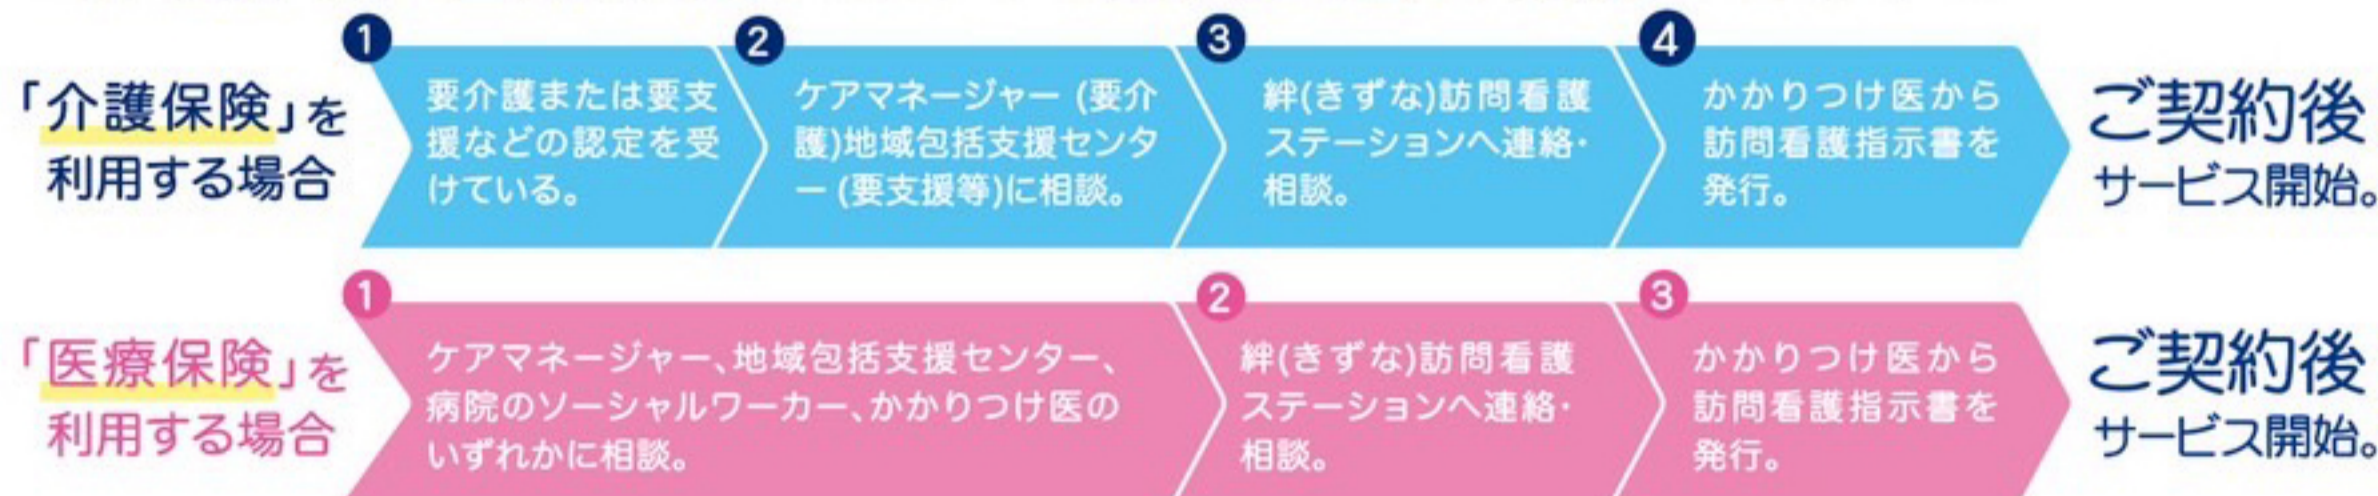 「介護保険」を
利用する場合
1
要介護または要支
援などの認定を受
けている。
2
ケアマネージャー (要介
護)地域包括支援センタ
ー (要支援等)に相談。
3
絆(きずな)訪問看護
ステーションへ連絡・
相談。
4
かかりつけ医から
訪問看護指示書を
発行。
ご契約後
サービス開始。
「医療保険」を
利用する場合
1
ケアマネージャー、地域包括支援センター、
病院のソーシャルワーカー、かかりつけ医の
いずれかに相談。
2
絆(きずな)訪問看護
ステーションへ連絡・
相談。
3
かかりつけ医から
訪問看護指示書を
発行。
ご契約後
サービス開始。